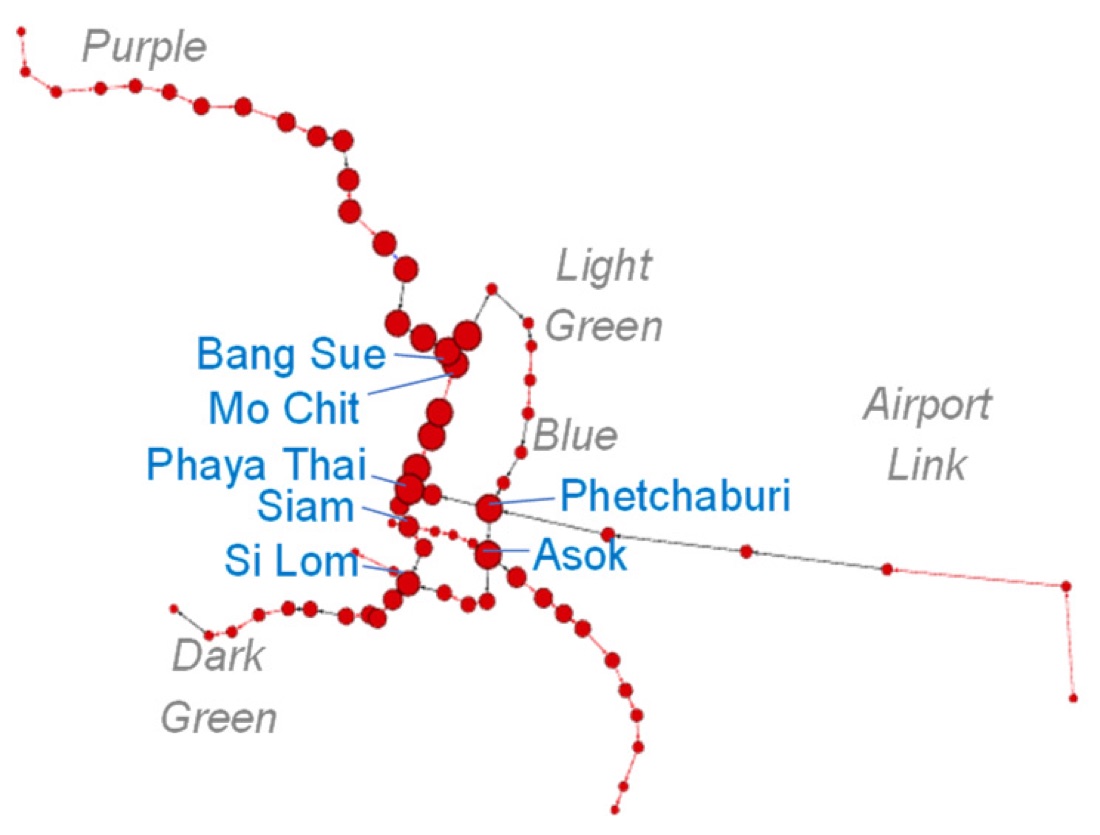 Purple
Light
Green
Bang Sue
Mo Chit
Airport
Link
Blue
Phaya Thai
Phetchaburi
Siam
Si Lom
Asok
Dark
Green